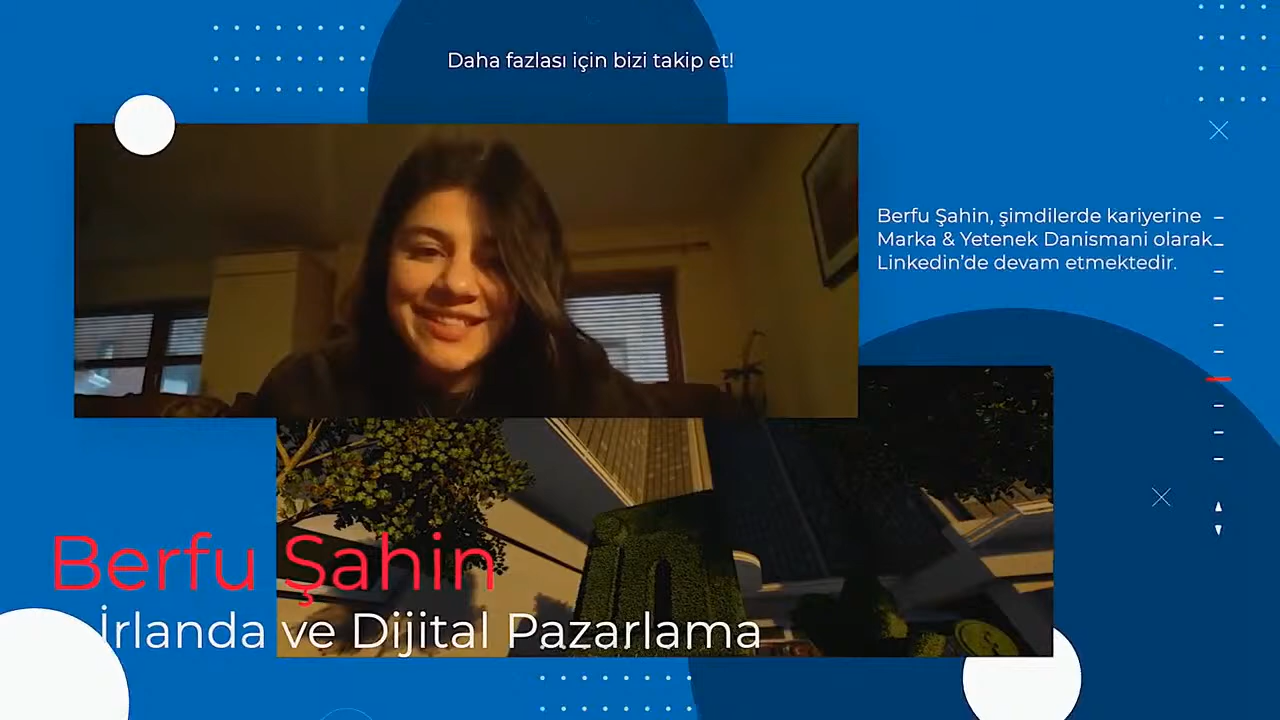 Daha fazlası için bizi takip et!
Berfu Şahin, şimdilerde kariyerine
Marka & Yetenek Danismani olarak
Linkedin'de devam etmektedir.
Berfu Şahin
İrlanda ve Dijital Pazarlama